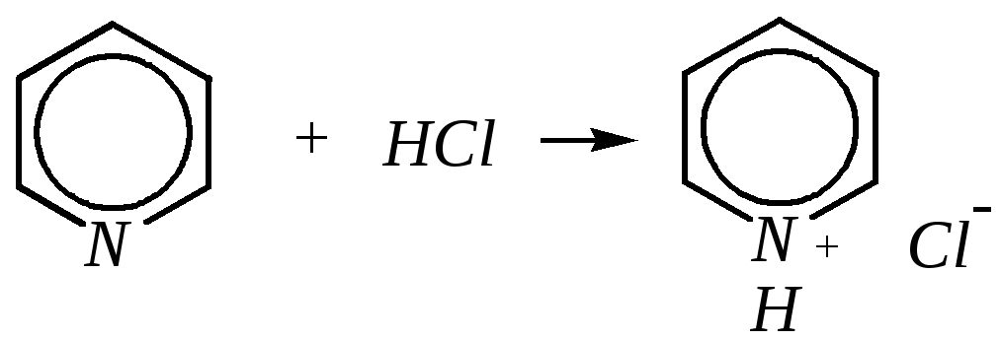 + HCl →
N N + Cl⁻
H